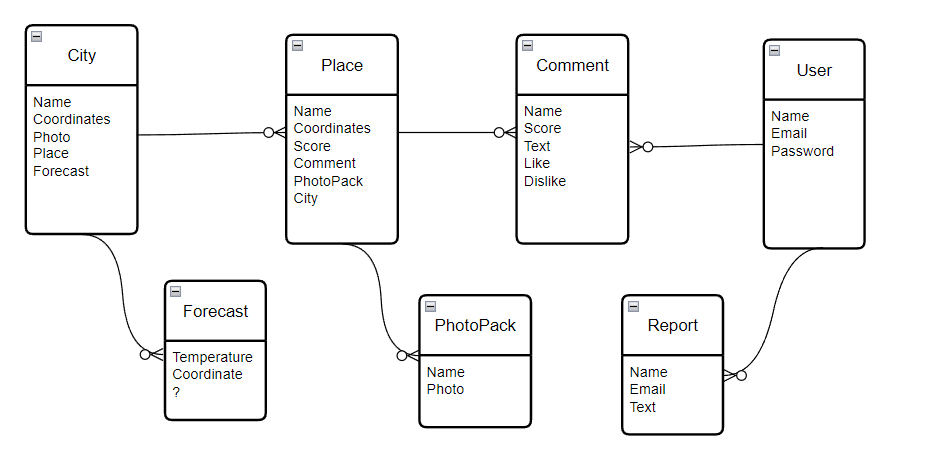 City
Name
Coordinates
Photo
Place
Forecast
Place
Name
Coordinates
Score
Comment
PhotoPack
City
Comment
Name
Score
Text
Like
Dislike
User
Name
Email
Password
Forecast
Temperature
Coordinate
?
PhotoPack
Name
Photo
Report
Name
Email
Text